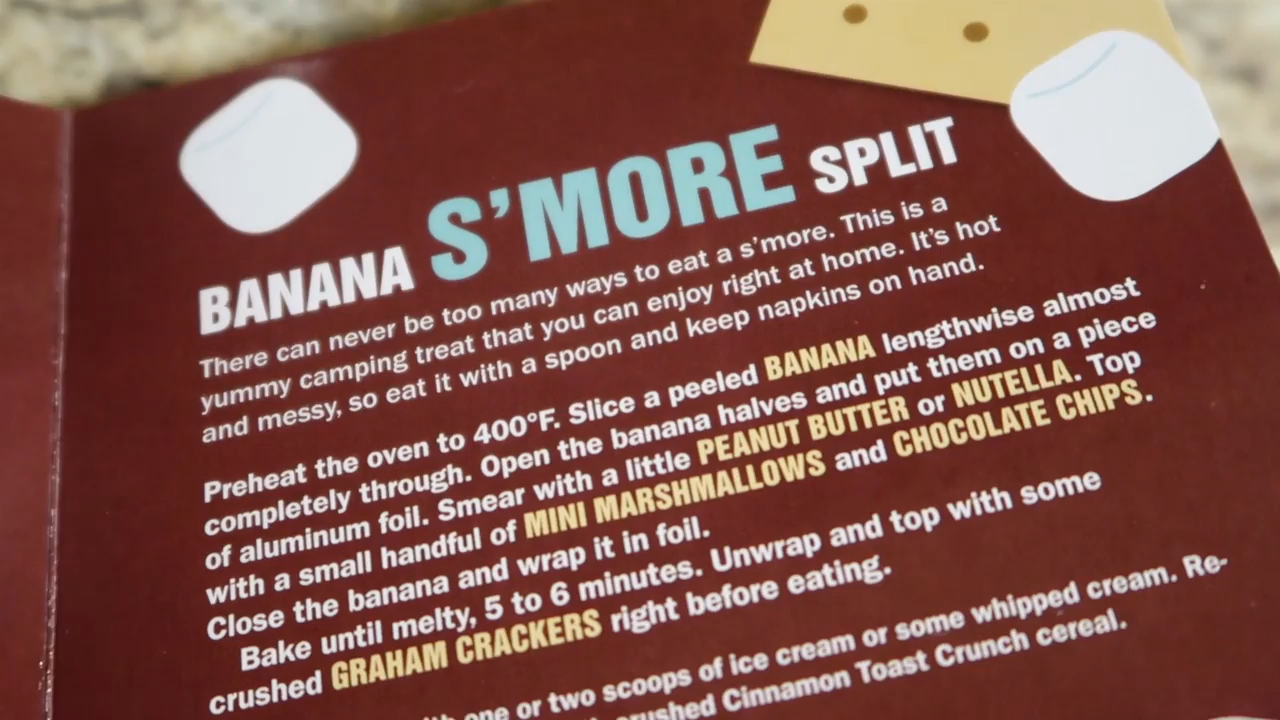 BANANA S'MORE SPLIT
There can never be too many ways to eat a s'more. This is a
yummy camping treat that you can enjoy right at home. It's hot
and messy, so eat it with a spoon and keep napkins on hand.
Preheat the oven to 400°F. Slice a peeled BANANA lengthwise almost
completely through. Open the banana halves and put them on a piece
of aluminum foil. Smear with a little PEANUT BUTTER or NUTELLA. Top
with a small handful of MINI MARSHMALLOWS and CHOCOLATE CHIPS.
Close the banana and wrap it in foil.
Bake until melty, 5 to 6 minutes. Unwrap and top with some
crushed GRAHAM CRACKERS right before eating.
one or two scoops of ice cream or some whipped cream. Re-
crushed Cinnamon Toast Crunch cereal.